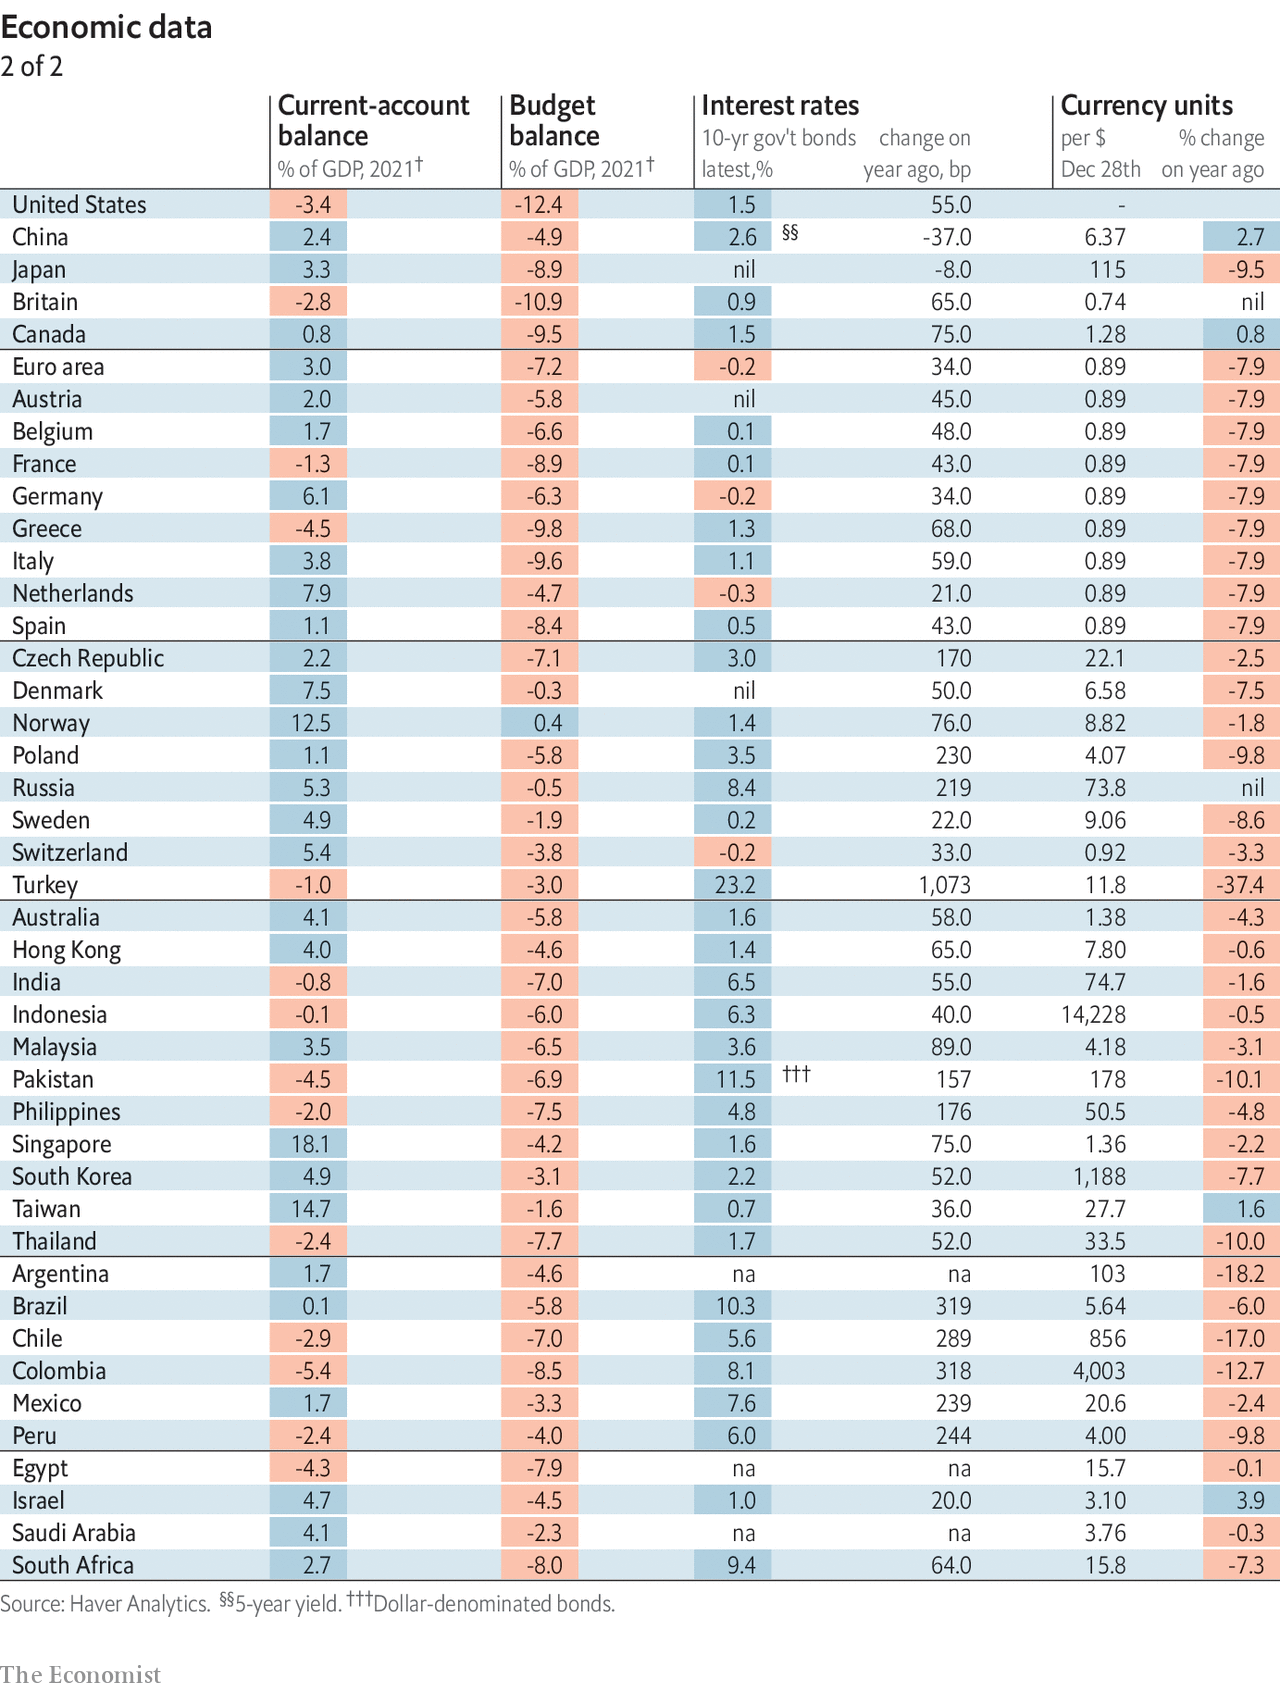 Economic data
2 of 2
Current-account balance % of GDP, 2021† Budget balance % of GDP, 2021† Interest rates 10-yr gov't bonds latest,% change on year ago, bp Currency units per $ Dec 28th % change on year ago
United States -3.4 -12.4 1.5 55.0 -
China 2.4 -4.9 2.6 §§ -37.0 6.37 2.7
Japan 3.3 -8.9 nil -8.0 115 -9.5
Britain -2.8 -10.9 0.9 65.0 0.74 nil
Canada 0.8 -9.5 1.5 75.0 1.28 0.8
Euro area 3.0 -7.2 -0.2 34.0 0.89 -7.9
Austria 2.0 -5.8 nil 45.0 0.89 -7.9
Belgium 1.7 -6.6 0.1 48.0 0.89 -7.9
France -1.3 -8.9 0.1 43.0 0.89 -7.9
Germany 6.1 -6.3 -0.2 34.0 0.89 -7.9
Greece -4.5 -9.8 1.3 68.0 0.89 -7.9
Italy 3.8 -9.6 1.1 59.0 0.89 -7.9
Netherlands 7.9 -4.7 -0.3 21.0 0.89 -7.9
Spain 1.1 -8.4 0.5 43.0 0.89 -7.9
Czech Republic 2.2 -7.1 3.0 170 22.1 -2.5
Denmark 7.5 -0.3 nil 50.0 6.58 -7.5
Norway 12.5 0.4 1.4 76.0 8.82 -1.8
Poland 1.1 -5.8 3.5 230 4.07 -9.8
Russia 5.3 -0.5 8.4 219 73.8 nil
Sweden 4.9 -1.9 0.2 22.0 9.06 -8.6
Switzerland 5.4 -3.8 -0.2 33.0 0.92 -3.3
Turkey -1.0 -3.0 23.2 1,073 11.8 -37.4
Australia 4.1 -5.8 1.6 58.0 1.38 -4.3
Hong Kong 4.0 -4.6 1.4 65.0 7.80 -0.6
India -0.8 -7.0 6.5 55.0 74.7 -1.6
Indonesia -0.1 -6.0 6.3 40.0 14,228 -0.5
Malaysia 3.5 -6.5 3.6 89.0 4.18 -3.1
Pakistan -4.5 -6.9 11.5 ††† 157 178 -10.1
Philippines -2.0 -7.5 4.8 176 50.5 -4.8
Singapore 18.1 -4.2 1.6 75.0 1.36 -2.2
South Korea 4.9 -3.1 2.2 52.0 1,188 -7.7
Taiwan 14.7 -1.6 0.7 36.0 27.7 1.6
Thailand -2.4 -7.7 1.7 52.0 33.5 -10.0
Argentina 1.7 -4.6 na na 103 -18.2
Brazil 0.1 -5.8 10.3 319 5.64 -6.0
Chile -2.9 -7.0 5.6 289 856 -17.0
Colombia -5.4 -8.5 8.1 318 4,003 -12.7
Mexico 1.7 -3.3 7.6 239 20.6 -2.4
Peru -2.4 -4.0 6.0 244 4.00 -9.8
Egypt -4.3 -7.9 na na 15.7 -0.1
Israel 4.7 -4.5 1.0 20.0 3.10 3.9
Saudi Arabia 4.1 -2.3 na na 3.76 -0.3
South Africa 2.7 -8.0 9.4 64.0 15.8 -7.3
Source: Haver Analytics. §§5-year yield. †††Dollar-denominated bonds.
The Economist